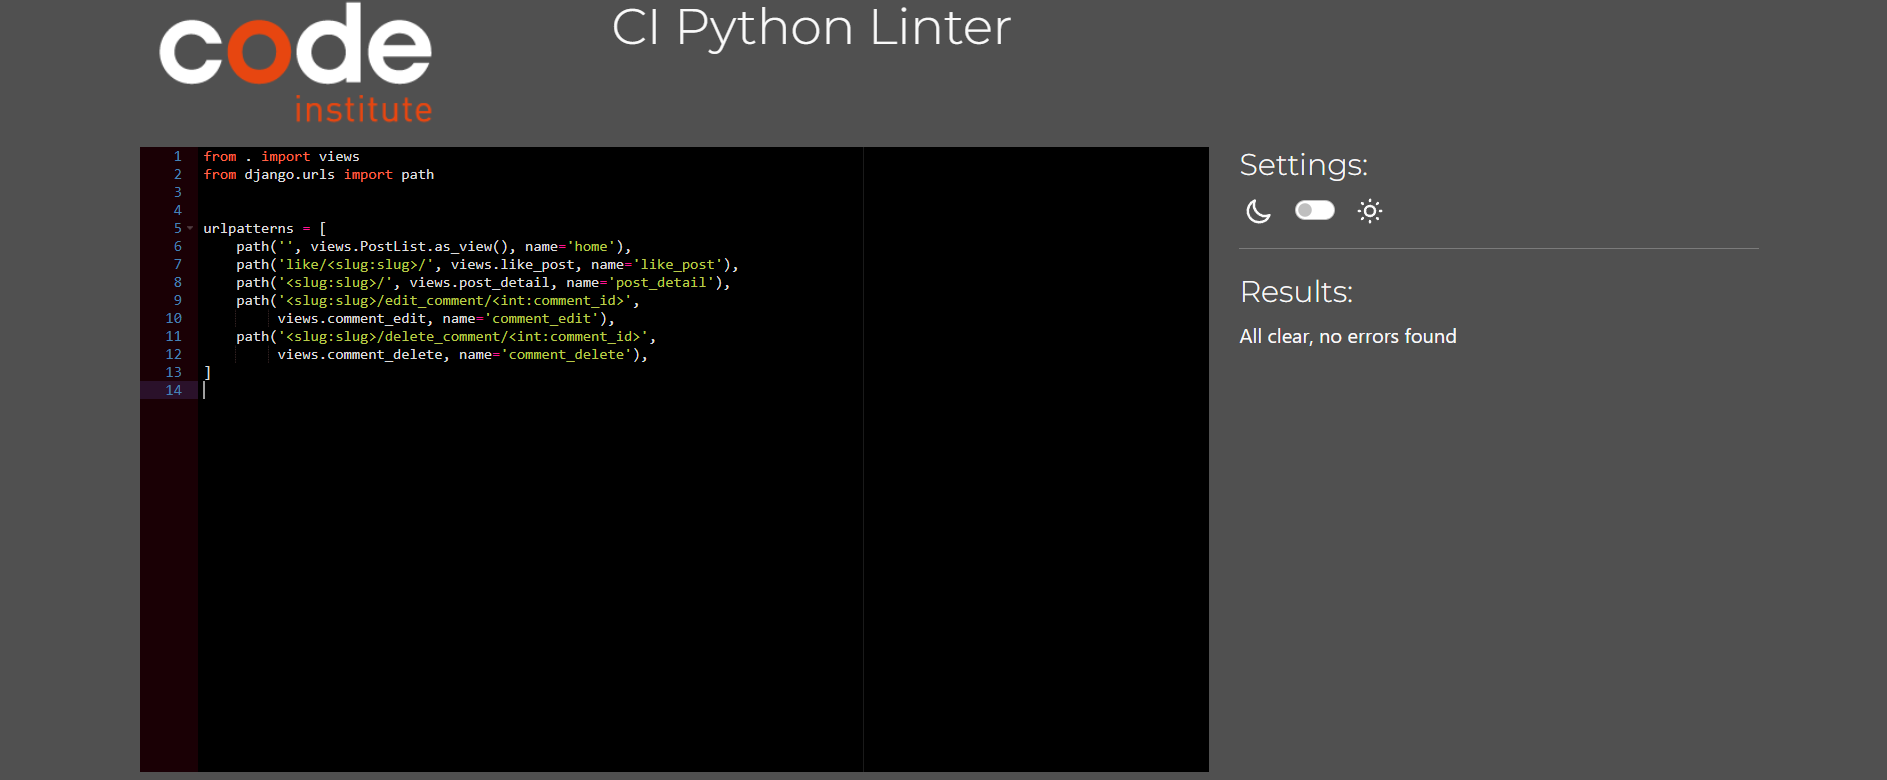 code
institute
CI Python Linter
1 from . import views
2 from django.urls import path
3
4
5 urlpatterns = [
6     path('', views.PostList.as_view(), name='home'),
7     path('like/<slug:slug>/', views.like_post, name='like_post'),
8     path('<slug:slug>/', views.post_detail, name='post_detail'),
9     path('<slug:slug>/edit_comment/<int:comment_id>',
10          views.comment_edit, name='comment_edit'),
11     path('<slug:slug>/delete_comment/<int:comment_id>',
12          views.comment_delete, name='comment_delete'),
13 ]
14
Settings:
Results:
All clear, no errors found